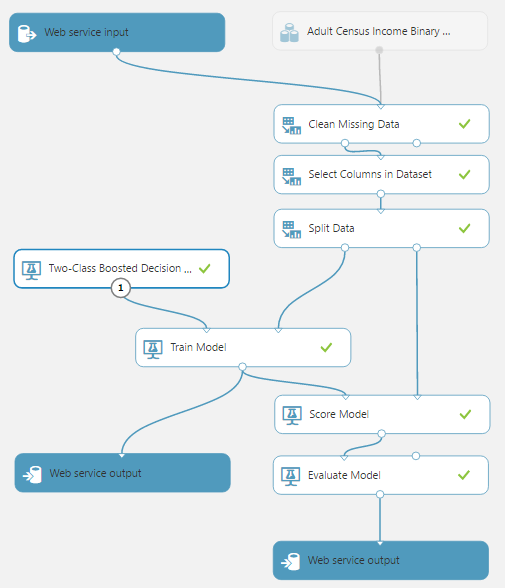 Web service input
Adult Census Income Binary ...
Clean Missing Data
Select Columns in Dataset
Split Data
Two-Class Boosted Decision ...
1
Train Model
Score Model
Web service output
Evaluate Model
Web service output